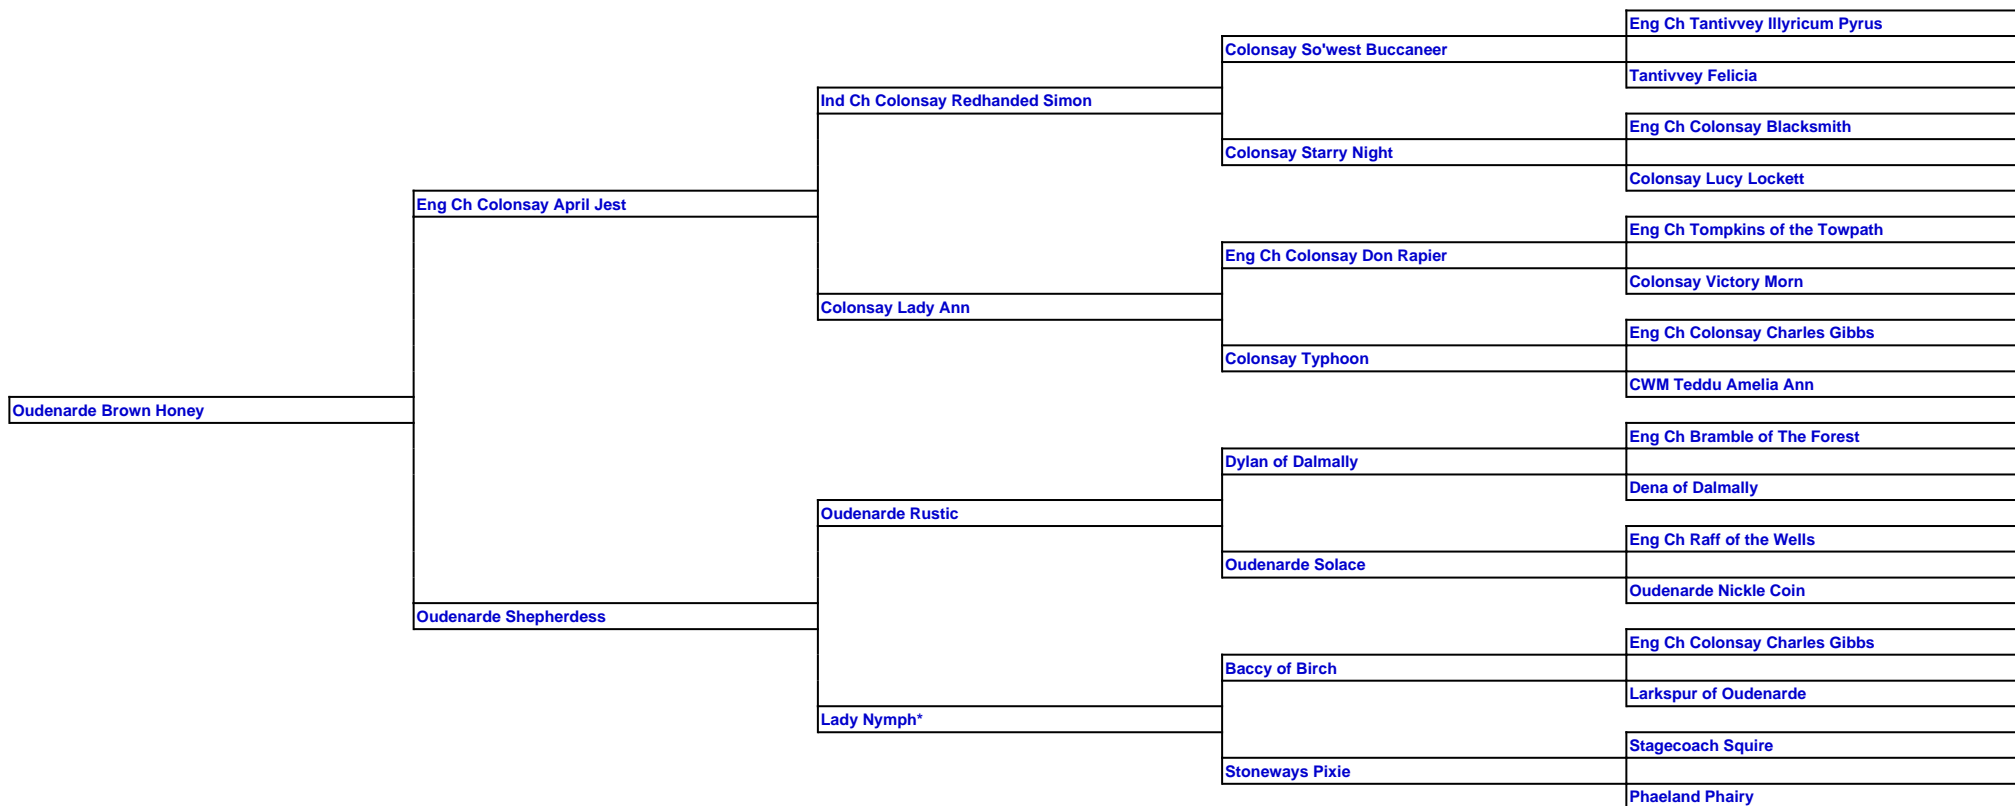 Eng Ch Tantivvey Illyricum Pyrus
Colonsay So'west Buccaneer
Tantivvey Felicia
Ind Ch Colonsay Redhanded Simon
Eng Ch Colonsay Blacksmith
Colonsay Starry Night
Colonsay Lucy Lockett
Eng Ch Colonsay April Jest
Eng Ch Tompkins of the Towpath
Eng Ch Colonsay Don Rapier
Colonsay Victory Morn
Colonsay Lady Ann
Eng Ch Colonsay Charles Gibbs
Colonsay Typhoon
CWM Teddu Amelia Ann
Oudenarde Brown Honey
Eng Ch Bramble of The Forest
Dylan of Dalmally
Dena of Dalmally
Oudenarde Rustic
Eng Ch Raff of the Wells
Oudenarde Solace
Oudenarde Nickle Coin
Oudenarde Shepherdess
Eng Ch Colonsay Charles Gibbs
Baccy of Birch
Larkspur of Oudenarde
Lady Nymph*
Stagecoach Squire
Stoneways Pixie
Phaeland Phairy